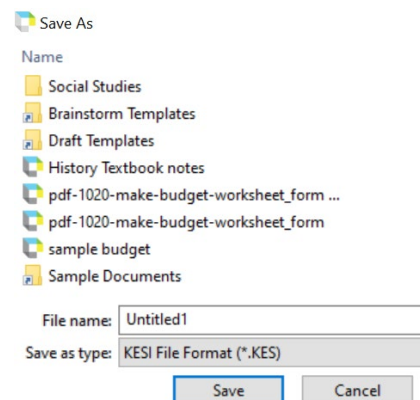 Save As
Name
Social Studies
Brainstorm Templates
Draft Templates
History Textbook notes
pdf-1020-make-budget-worksheet_form ...
pdf-1020-make-budget-worksheet_form
sample budget
Sample Documents
File name: Untitled1
Save as type: KESI File Format (*.KES)
Save Cancel